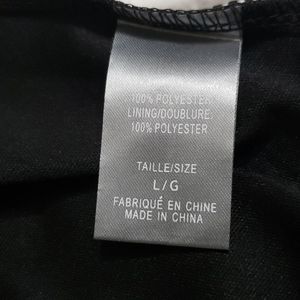 100% POLYESTER
LINING/DOUBLURE:
100% POLYESTER
TAILLE/SIZE
L/G
FABRIQUÉ EN CHINE
MADE IN CHINA